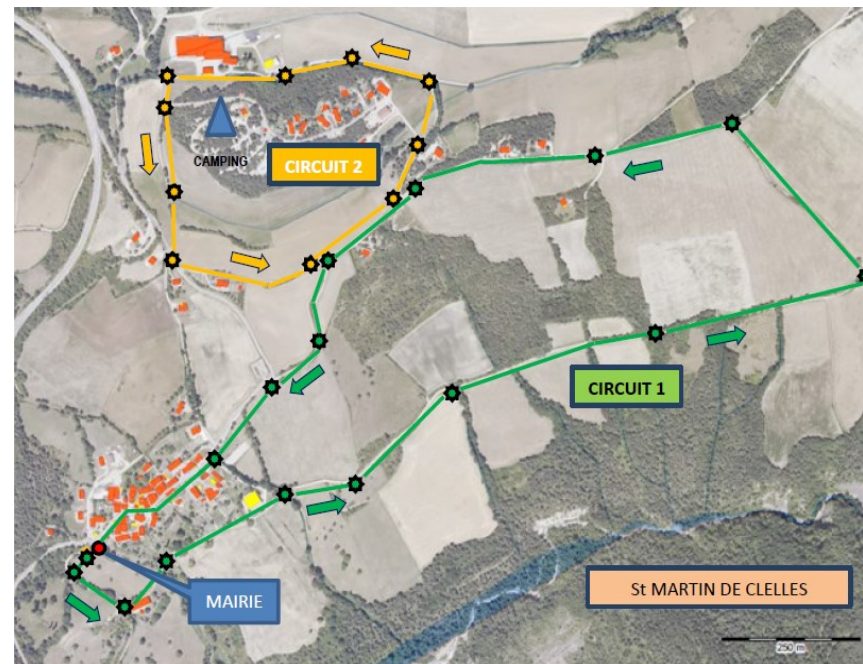 CAMPING
CIRCUIT 2
CIRCUIT 1
MAIRIE
St MARTIN DE CLELLES
250 m